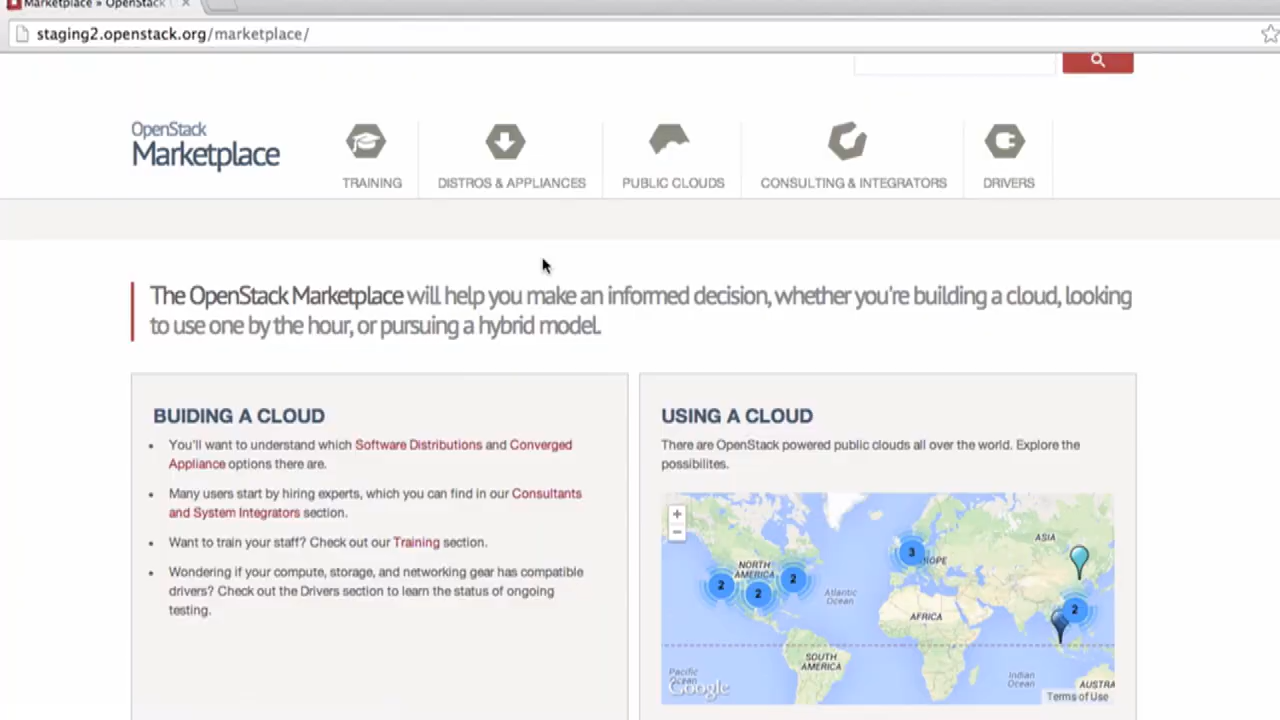 Marketplace » OpenStack
staging2.openstack.org/marketplace/
OpenStack
Marketplace
TRAINING
DISTROS & APPLIANCES
PUBLIC CLOUDS
CONSULTING & INTEGRATORS
DRIVERS
The OpenStack Marketplace will help you make an informed decision, whether you're building a cloud, looking
to use one by the hour, or pursuing a hybrid model.
BUIDING A CLOUD
• You'll want to understand which Software Distributions and Converged
Appliance options there are.
• Many users start by hiring experts, which you can find in our Consultants
and System Integrators section.
• Want to train your staff? Check out our Training section.
• Wondering if your compute, storage, and networking gear has compatible
drivers? Check out the Drivers section to learn the status of ongoing
testing.
USING A CLOUD
There are OpenStack powered public clouds all over the world. Explore the
possibilites.
+
−
NORTH
AMERICA
2
2
2
Atlantic
Ocean
3
OPE
ASIA
2
AFRICA
SOUTH
AMERICA
Pacific
Ocean
Google
Indian
Ocean
AUSTRA
Terms of Use